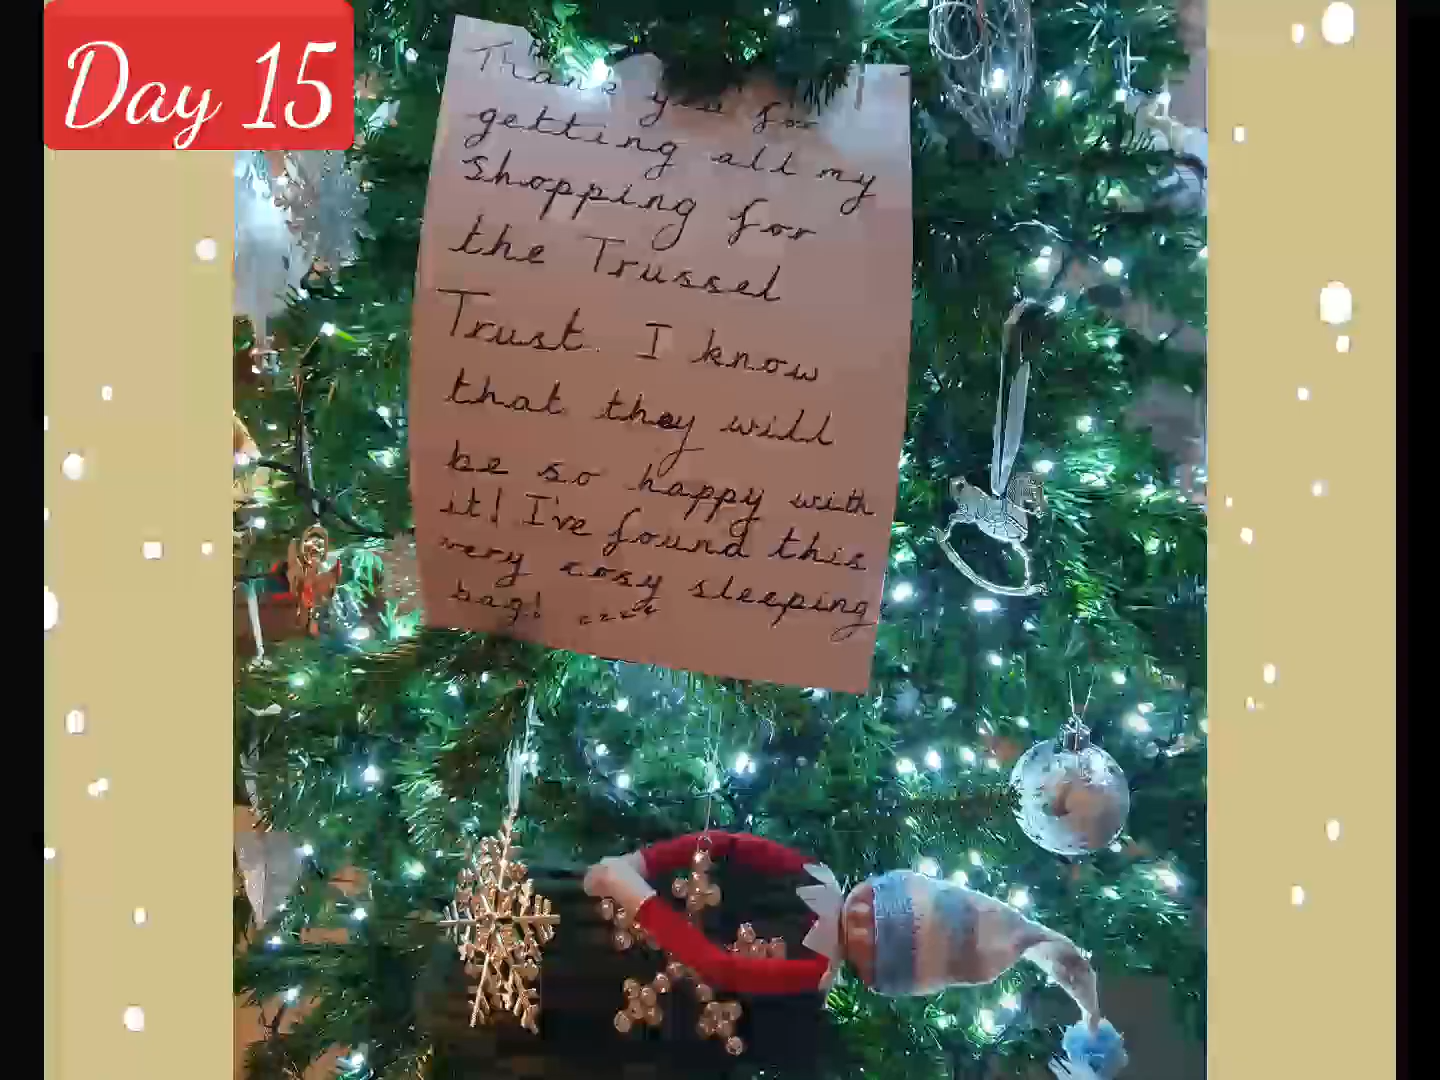 Day 15
Thank you for
getting all my
shopping for
the Trussel
Trust. I know
that they will
be so happy with
it! I've found this
very cosy sleeping
bag! zzzz